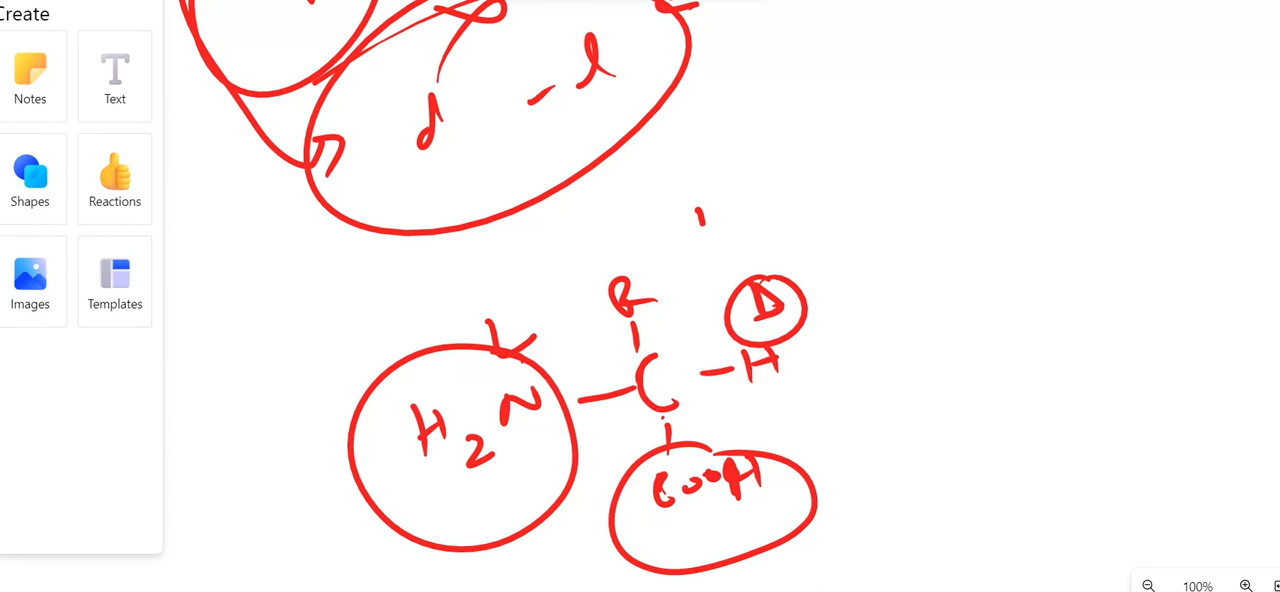 Create
Notes Text
Shapes Reactions
Images Templates
d - l
R
D
L
H2N - C - H
COOH
100%